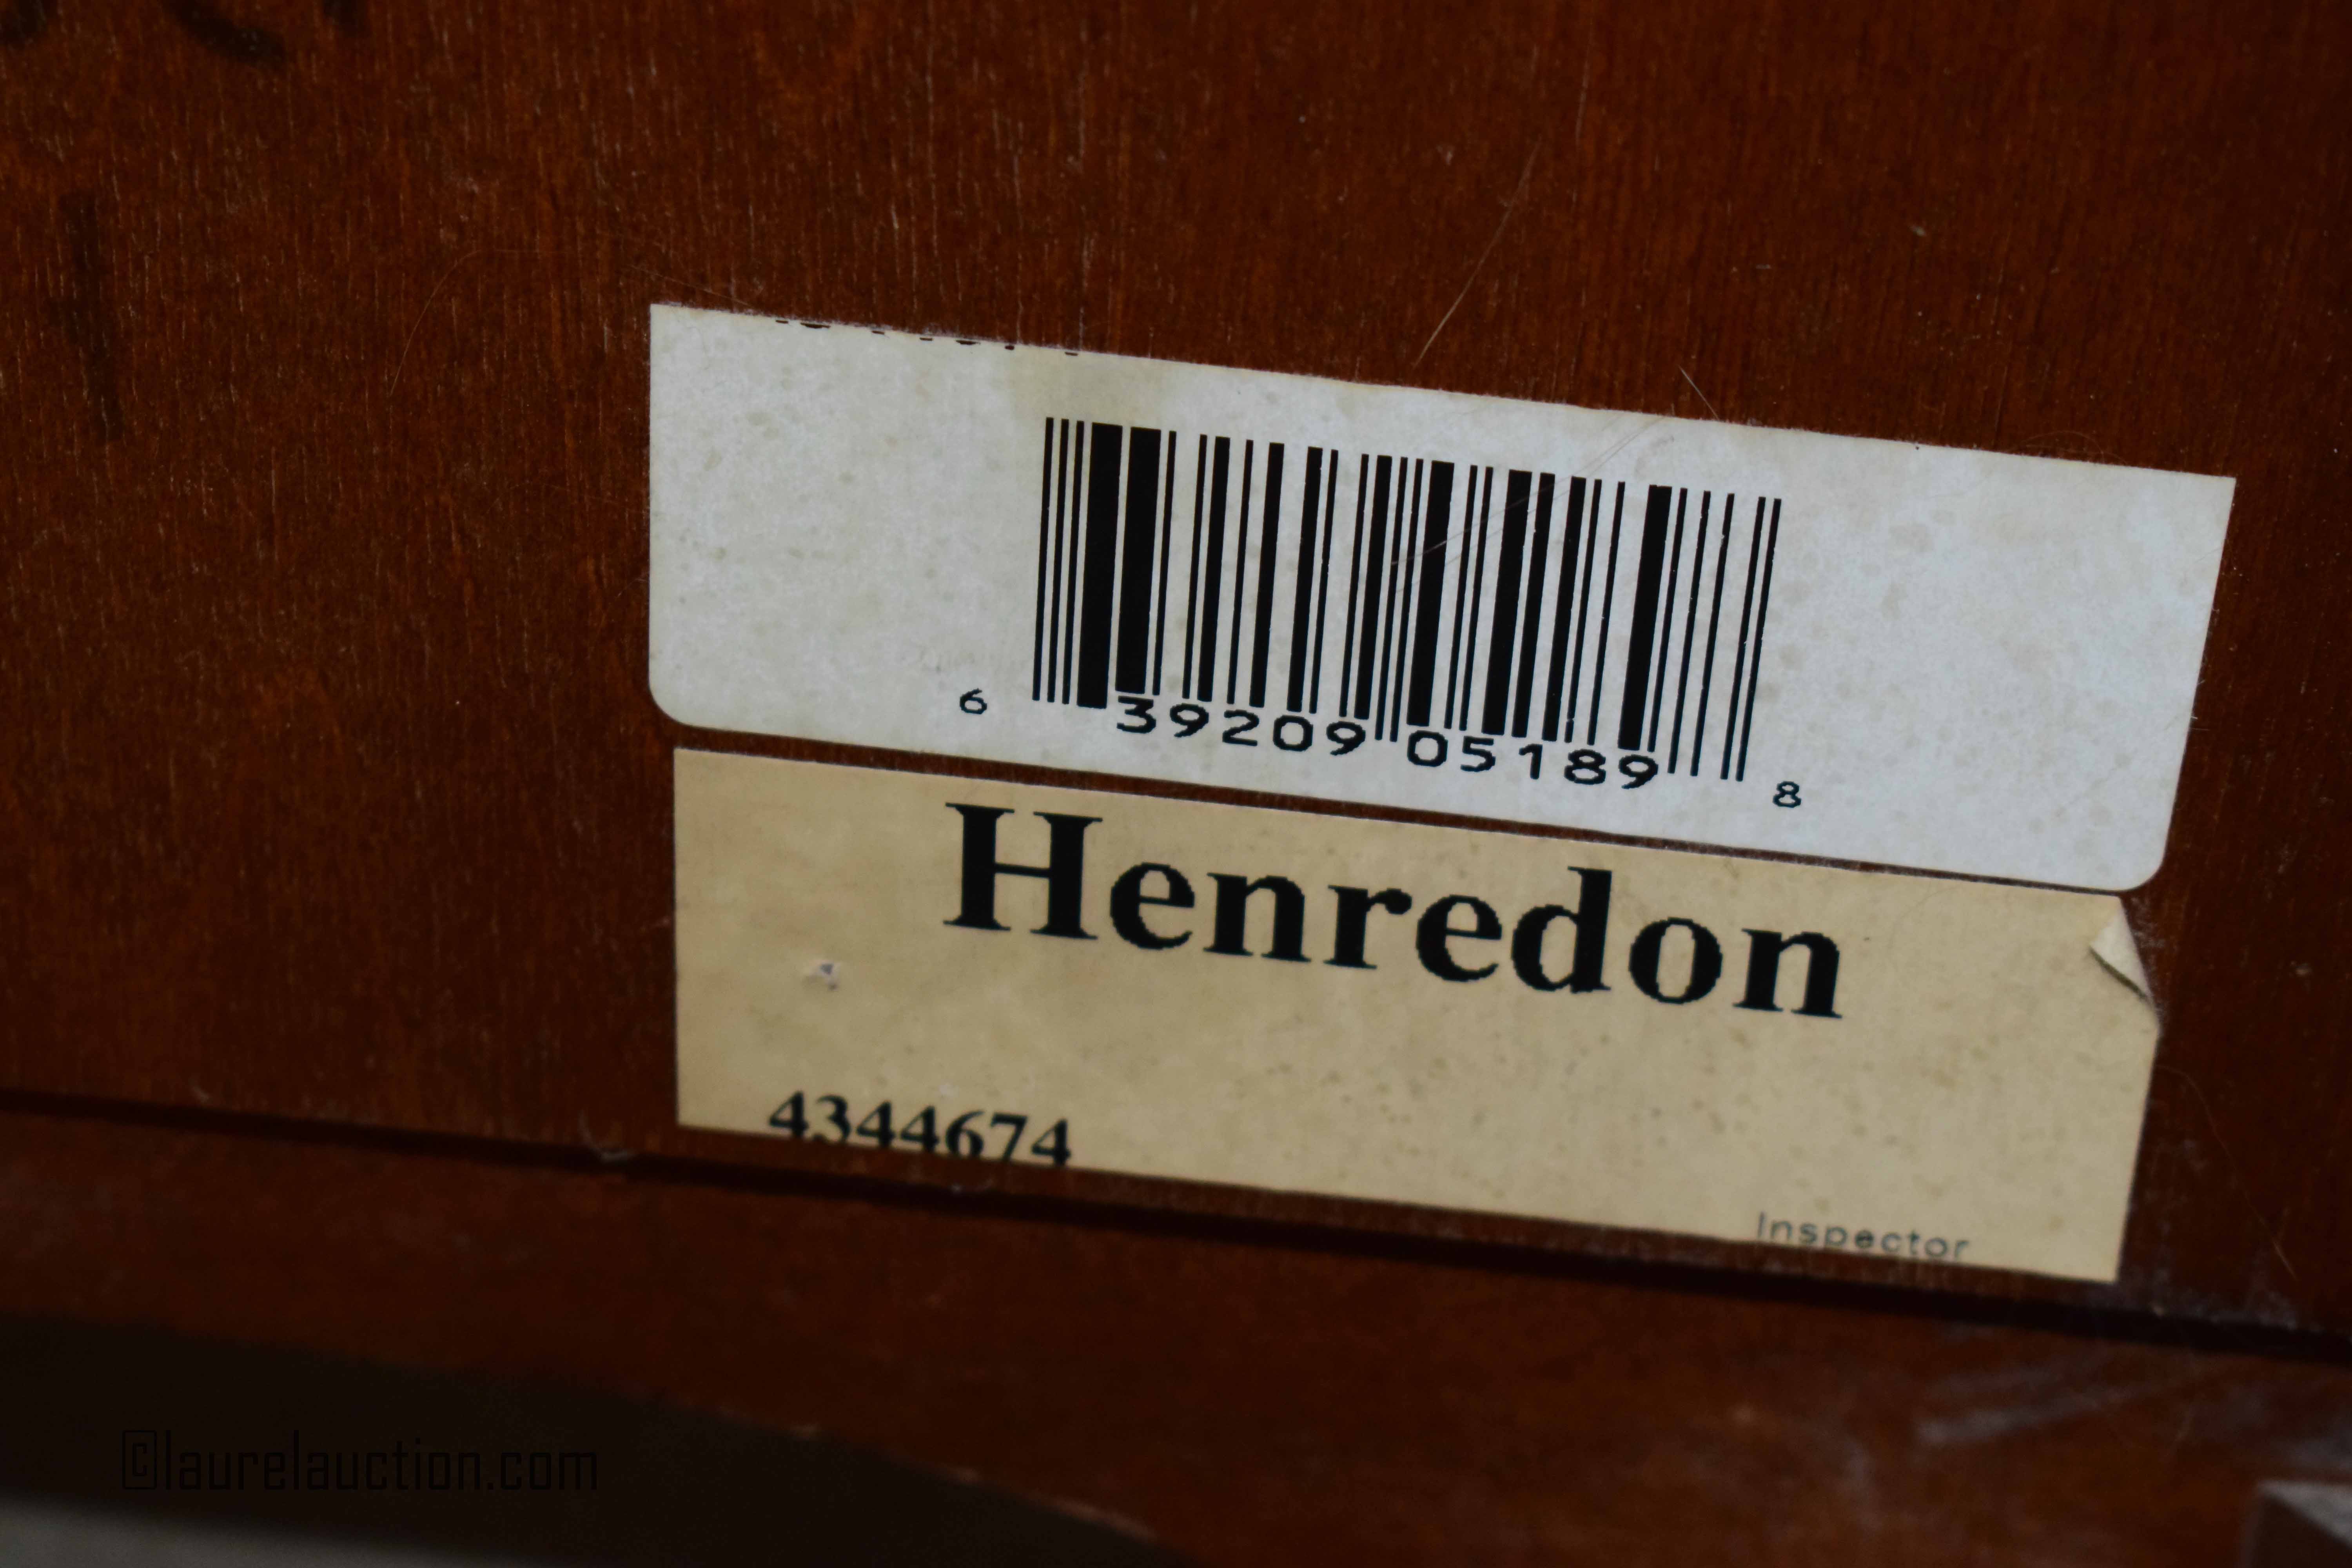 6 39209 05189 8
Henredon
4344674
Inspector
©laurelauction.com